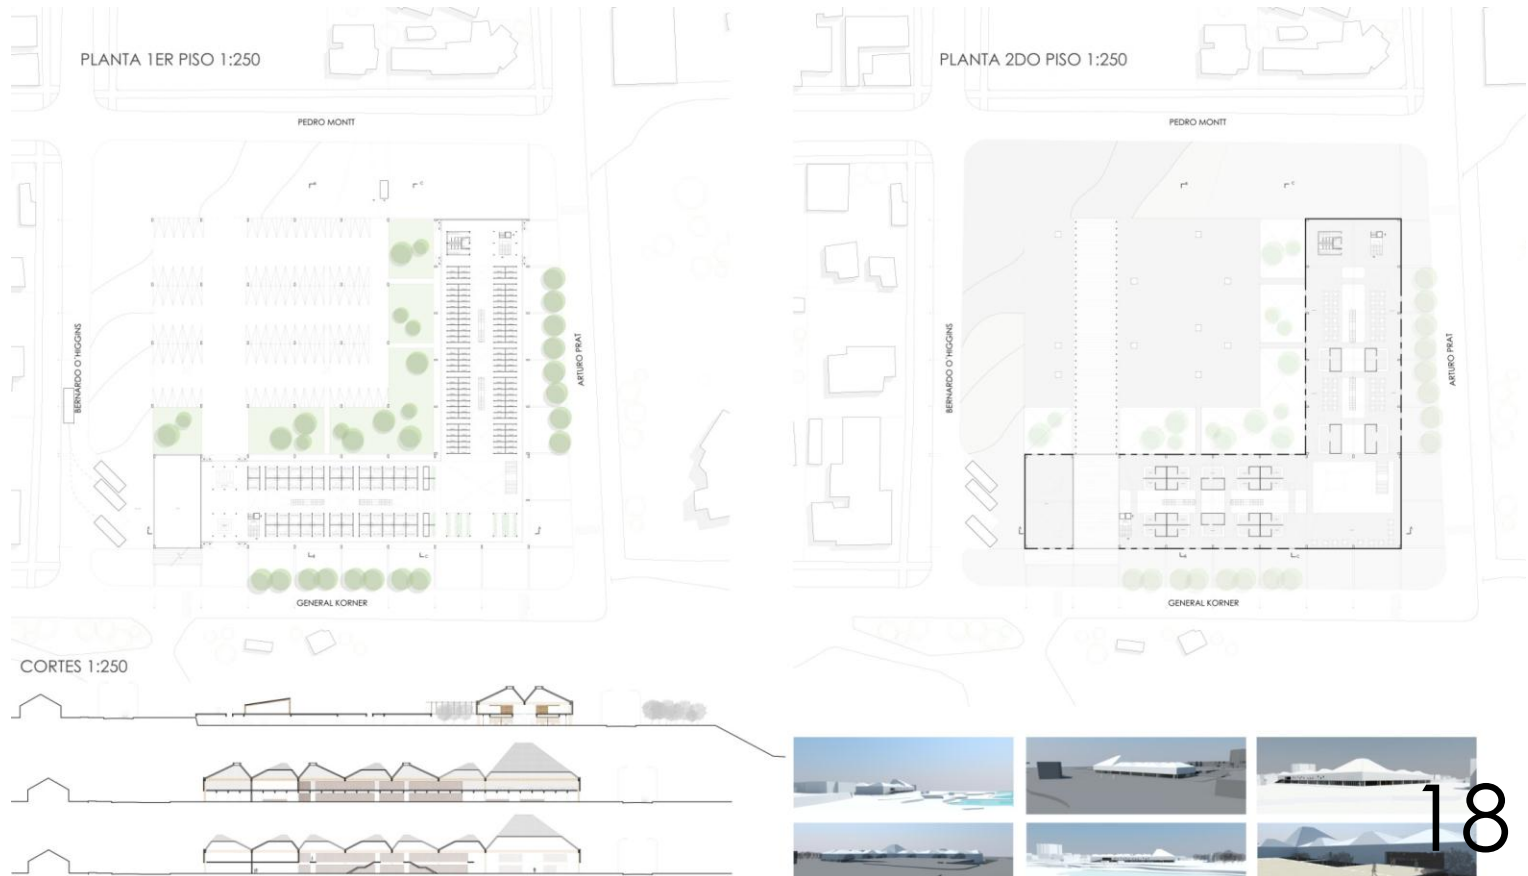 PLANTA 1ER PISO 1:250
PLANTA 2DO PISO 1:250
PEDRO MONTT
PEDRO MONTT
BERNARDO O'HIGGINS
ARTURO PRAT
BERNARDO O'HIGGINS
ARTURO PRAT
GENERAL KORNER
GENERAL KORNER
CORTES 1:250
18